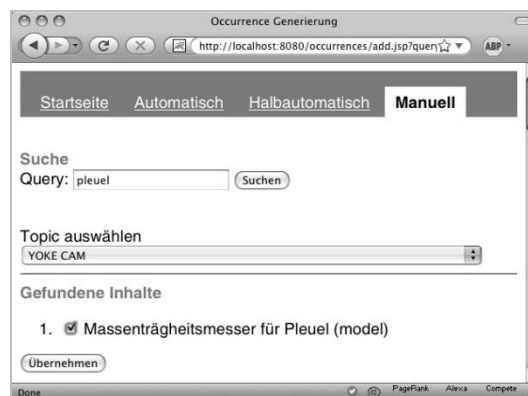 Occurrence Generierung
http://localhost:8080/occurrences/add.jsp?query
ABP
Startseite Automatisch Halbautomatisch Manuell
Suche
Query: pleuel Suchen
Topic auswählen
YOKE CAM
Gefundene Inhalte
1. Massenträgheitsmesser für Pleuel (model)
Übernehmen
Done PageRank Alexa Compete